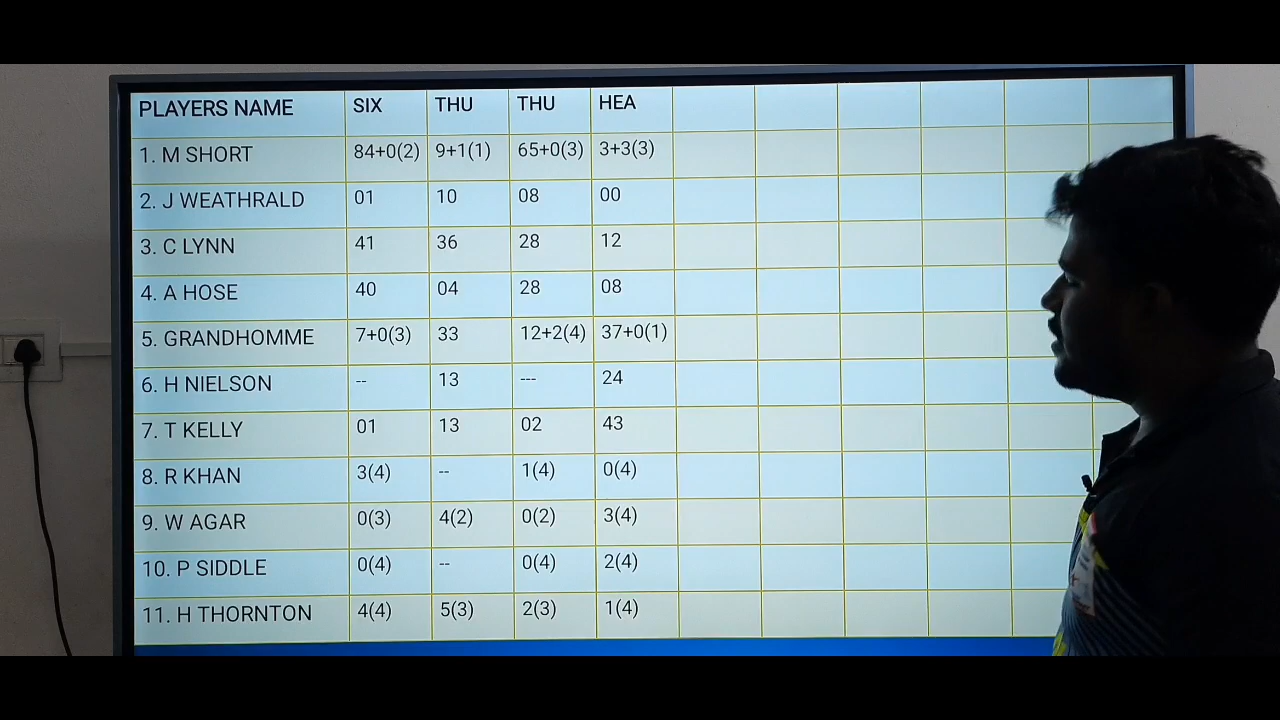 PLAYERS NAME SIX THU THU HEA
1. M SHORT 84+0(2) 9+1(1) 65+0(3) 3+3(3)
2. J WEATHRALD 01 10 08 00
3. C LYNN 41 36 28 12
4. A HOSE 40 04 28 08
5. GRANDHOMME 7+0(3) 33 12+2(4) 37+0(1)
6. H NIELSON -- 13 --- 24
7. T KELLY 01 13 02 43
8. R KHAN 3(4) -- 1(4) 0(4)
9. W AGAR 0(3) 4(2) 0(2) 3(4)
10. P SIDDLE 0(4) -- 0(4) 2(4)
11. H THORNTON 4(4) 5(3) 2(3) 1(4)